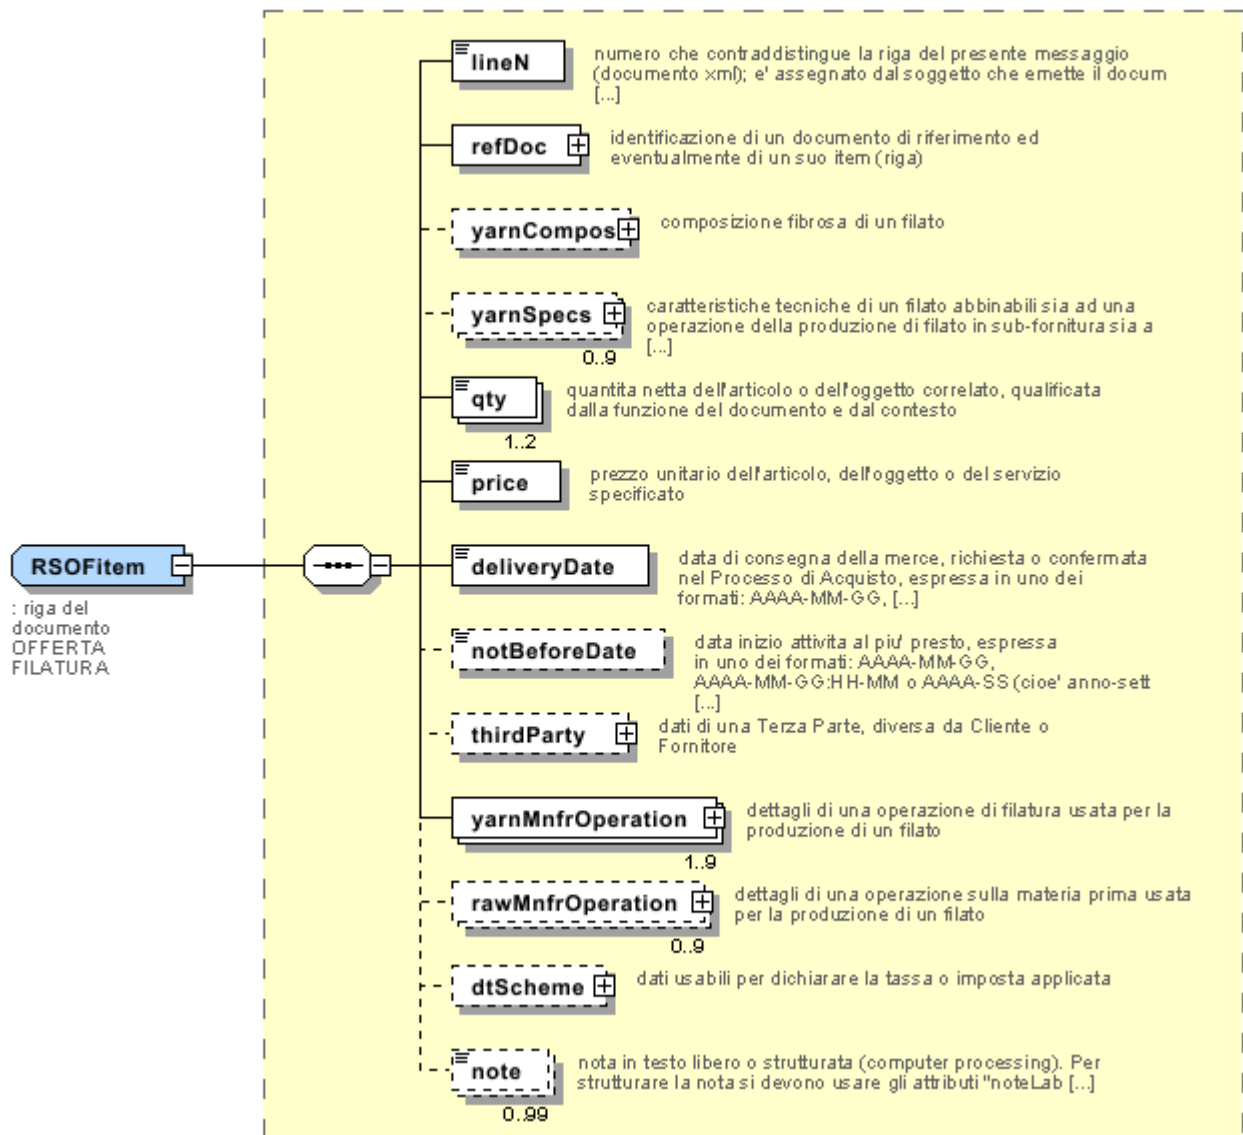 lineN
numero che contraddistingue la riga del presente messaggio
(documento xml); e' assegnato dal soggetto che emette il docum
[...]
refDoc
identificazione di un documento di riferimento ed
eventualmente di un suo item (riga)
yarnCompos
composizione fibrosa di un filato
yarnSpecs
caratteristiche tecniche di un filato abbinabili sia ad una
operazione della produzione di filato in sub-fornitura sia a
[...]
0..9
qty
quantita netta dell'articolo o dell'oggetto correlato, qualificata
dalla funzione del documento e dal contesto
1..2
price
prezzo unitario dell'articolo, dell'oggetto o del servizio
specificato
RSOFitem
: riga del
documento
OFFERTA
FILATURA
deliveryDate
data di consegna della merce, richiesta o confermata
nel Processo di Acquisto, espressa in uno dei
formati: AAAA-MM-GG, [...]
notBeforeDate
data inizio attivita al piu' presto, espressa
in uno dei formati: AAAA-MM-GG,
AAAA-MM-GG:HH-MM o AAAA-SS (cioe' anno-sett
[...]
thirdParty
dati di una Terza Parte, diversa da Cliente o
Fornitore
yarnMnfrOperation
dettagli di una operazione di filatura usata per la
produzione di un filato
1..9
rawMnfrOperation
dettagli di una operazione sulla materia prima usata
per la produzione di un filato
0..9
dtScheme
dati usabili per dichiarare la tassa o imposta applicata
note
nota in testo libero o strutturata (computer processing). Per
strutturare la nota si devono usare gli attributi "noteLab [...]
0..99